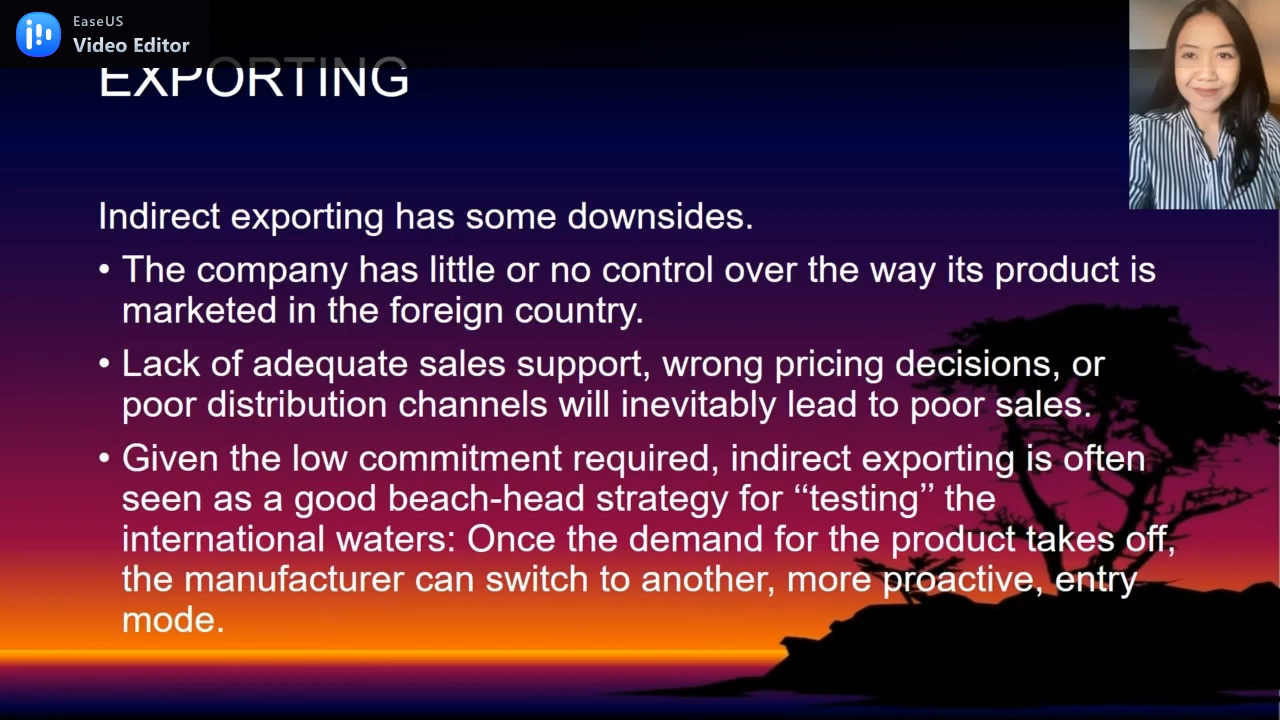 EaseUS
Video Editor
EXPORTING
Indirect exporting has some downsides.
• The company has little or no control over the way its product is
marketed in the foreign country.
• Lack of adequate sales support, wrong pricing decisions, or
poor distribution channels will inevitably lead to poor sales.
• Given the low commitment required, indirect exporting is often
seen as a good beach-head strategy for ‘‘testing’’ the
international waters: Once the demand for the product takes off,
the manufacturer can switch to another, more proactive, entry
mode.